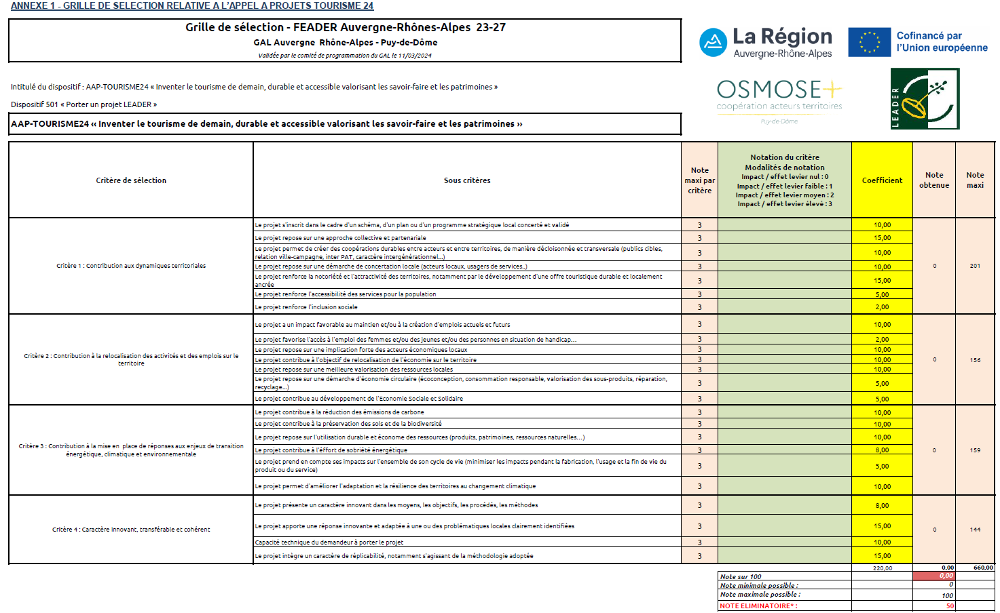 ANNEXE 1 - GRILLE DE SELECTION RELATIVE A L'APPEL A PROJETS TOURISME 24
Grille de sélection - FEADER Auvergne-Rhônes-Alpes 23-27
GAL Auvergne Rhône-Alpes - Puy-de-Dôme
Validée par le comité de programmation du GAL le 11/03/2024
La Région
Auvergne-Rhône-Alpes
Cofinancé par
l'Union européenne
OSMOSE+
coopération acteurs territoires
Puy-de-Dôme
LEADER
Intitulé du dispositif : AAP-TOURISME24 « Inventer le tourisme de demain, durable et accessible valorisant les savoir-faire et les patrimoines »
Dispositif 501 « Porter un projet LEADER »
AAP-TOURISME24 ‹‹ Inventer le tourisme de demain, durable et accessible valorisant les savoir-faire et les patrimoines ››
Critère de sélection
Sous critères
Note
maxi par
critère
Notation du critère
Modalités de notation
Impact / effet levier nul : 0
Impact / effet levier faible : 1
Impact / effet levier moyen : 2
Impact / effet levier élevé : 3
Coefficient
Note
obtenue
Note
maxi
Critère 1 : Contribution aux dynamiques territoriales
Le projet s'inscrit dans le cadre d'un schéma, d'un plan ou d'un programme stratégique local concerté et validé 3 10,00
Le projet repose sur une approche collective et partenariale 3 15,00
Le projet permet de créer des coopérations durables entre acteurs et entre territoires, de manière décloisonnée et transversale (publics cibles,
relation ville-campagne, inter PAT, caractère intergénérationnel...) 3 10,00
Le projet repose sur une démarche de concertation locale (acteurs locaux, usagers de services..) 3 10,00
Le projet renforce la notoriété et l'attractivité des territoires, notamment par le développement d'une offre touristique durable et localement
ancrée 3 15,00
Le projet renforce l'accessibilité des services pour la population 3 5,00
Le projet renforce l'inclusion sociale 3 2,00
0 201
Critère 2 : Contribution à la relocalisation des activités et des emplois sur le
territoire
Le projet a un impact favorable au maintien et/ou à la création d'emplois actuels et futurs 3 10,00
Le projet favorise l'accès à l'emploi des femmes et/ou des jeunes et/ou des personnes en situation de handicap… 3 2,00
Le projet repose sur une implication forte des acteurs économiques locaux 3 10,00
Le projet contribue à l'objectif de relocalisation de l'économie sur le territoire 3 10,00
Le projet repose sur une meilleure valorisation des ressources locales 3 10,00
Le projet repose sur une démarche d'économie circulaire (écoconception, consommation responsable, valorisation des sous-produits, réparation,
recyclage...) 3 5,00
Le projet contribue au développement de l'Economie Sociale et Solidaire 3 5,00
0 156
Critère 3 : Contribution à la mise en place de réponses aux enjeux de transition
énergétique, climatique et environnementale
Le projet contribue à la réduction des émissions de carbone 3 10,00
Le projet contribue à la préservation des sols et de la biodiversité 3 10,00
Le projet repose sur l'utilisation durable et économe des ressources (produits, patrimoines, ressources naturelles…) 3 10,00
Le projet contribue à l'éffort de sobriété énergétique 3 8,00
Le projet prend en compte ses impacts sur l'ensemble de son cycle de vie (minimiser les impacts pendant la fabrication, l'usage et la fin de vie du
produit ou du service) 3 5,00
Le projet permet d'améliorer l'adaptation et la résilience des territoires au changement climatique 3 10,00
0 159
Critère 4 : Caractère innovant, transférable et cohérent
Le projet présente un caractère innovant dans les moyens, les objectifs, les procédés, les méthodes 3 8,00
Le projet apporte une réponse innovante et adaptée à une ou des problématiques locales clairement identifiées 3 15,00
Capacité technique du demandeur à porter le projet 3 10,00
Le projet intègre un caractère de réplicabilité, notamment s'agissant de la méthodologie adoptée 3 15,00
0 144
220,00 0,00 660,00
Note sur 100 0,00
Note minimale possible : 0
Note maximale possible : 100
NOTE ELIMINATOIRE* : 50